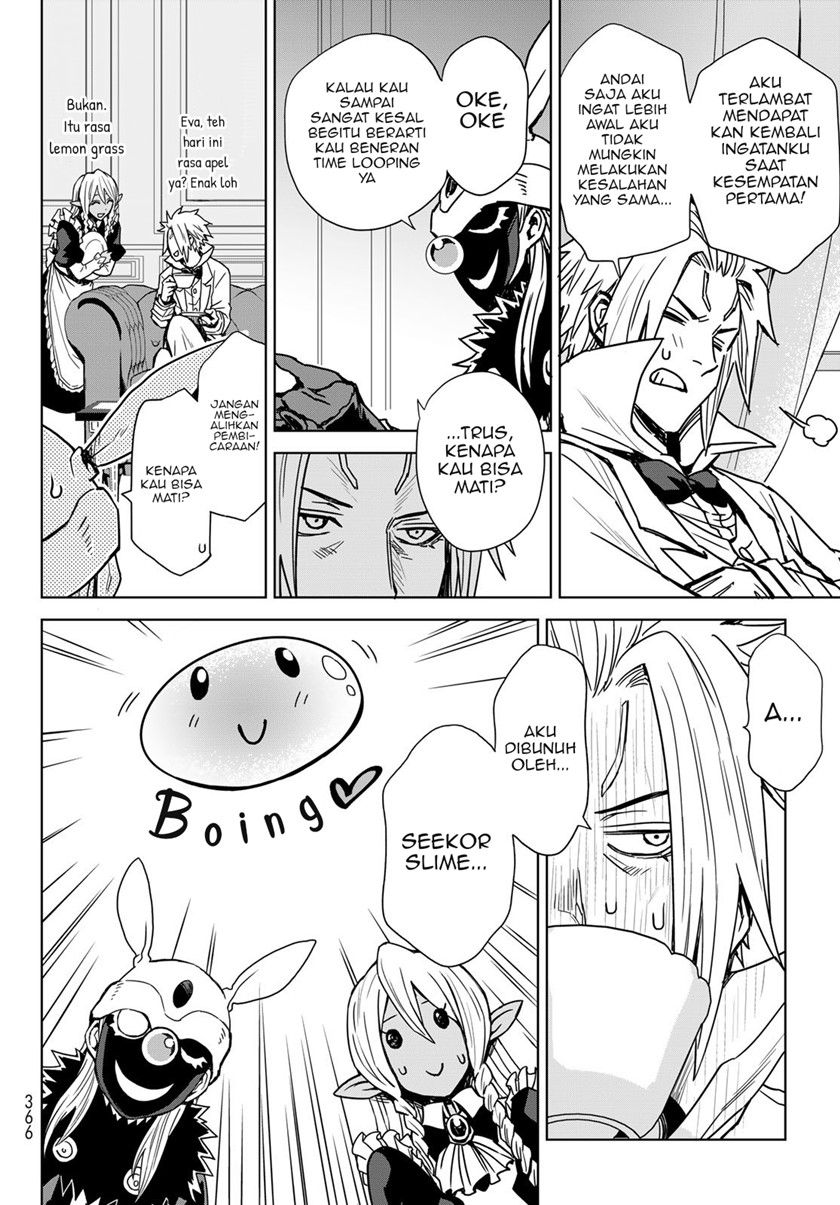 AKU
TERLAMBAT
MENDAPAT
KAN KEMBALI
INGATANKU
SAAT
KESEMPATAN
PERTAMA!
ANDAI
SAJA AKU
INGAT LEBIH
AWAL AKU
TIDAK
MUNGKIN
MELAKUKAN
KESALAHAN
YANG SAMA...
OKE,
OKE
KALAU KAU
SAMPAI
SANGAT KESAL
BEGITU BERARTI
KAU BENERAN
TIME LOOPING
YA
...TRUS,
KENAPA
KAU BISA
MATI?
Eva, teh
hari ini
rasa apel
ya? Enak loh
Bukan.
Itu rasa
lemon grass
JANGAN
MENG-
ALIHKAN
PEMBI-
CARAAN!
KENAPA
KAU BISA
MATI?
A...
AKU
DIBUNUH
OLEH...
SEEKOR
SLIME...
Boing
366